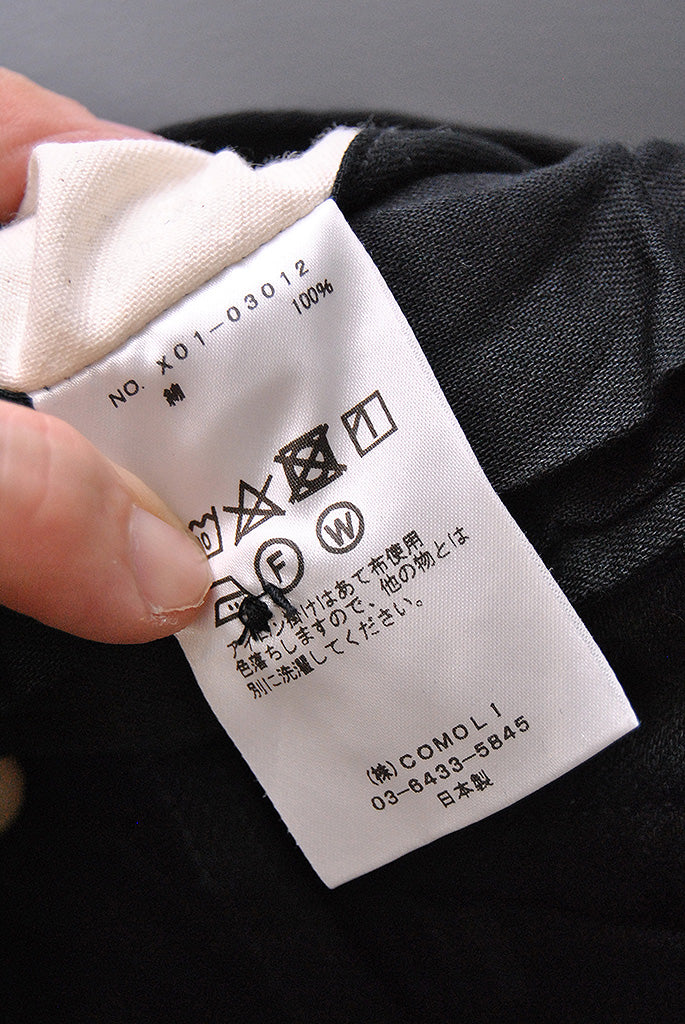 NO. X01-03012
綿 100%
F W
アイロン掛けはあて布使用
色落ちしますので、他の物とは
別に洗濯してください。
(株)COMOLI
03-6433-5845
日本製